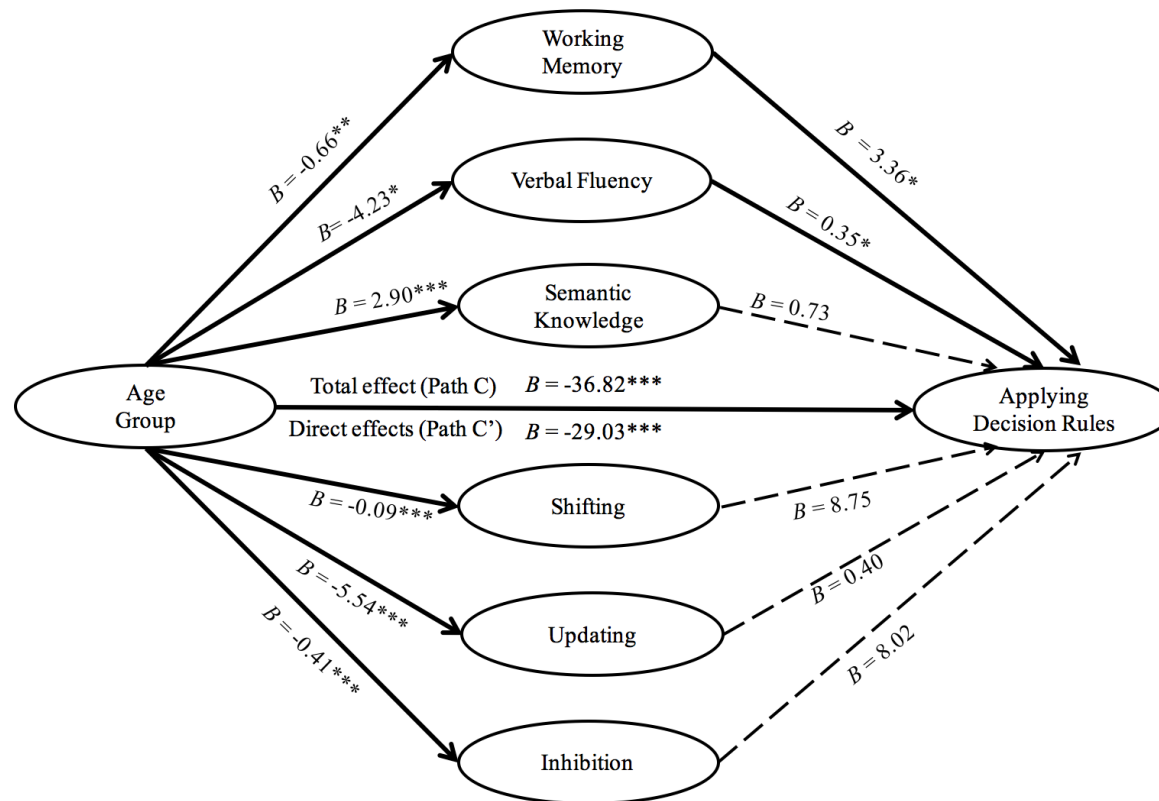 Working
Memory
B = -0.66**
B = 3.36*
Verbal Fluency
B= -4.23*
B = 0.35*
Semantic
Knowledge
B = 2.90***
B = 0.73
Age
Group
Total effect (Path C) B = -36.82***
Direct effects (Path C’) B = -29.03***
Applying
Decision Rules
Shifting
B = -0.09***
B = 8.75
Updating
B = -5.54***
B = 0.40
Inhibition
B = -0.41***
B = 8.02